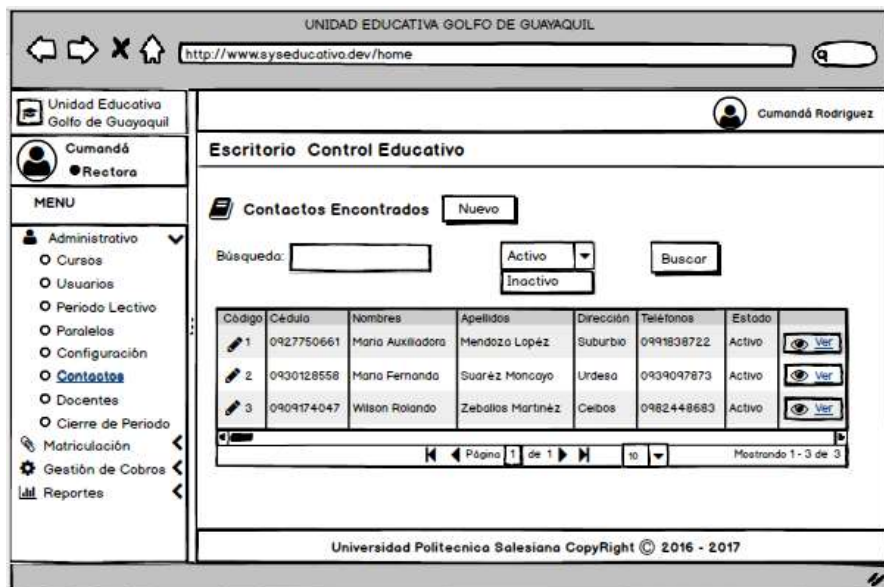 UNIDAD EDUCATIVA GOLFO DE GUAYAQUIL
http://www.syseducativo.dev/home
Unidad Educativa
Golfo de Guayaquil
Cumandá Rodriguez
Cumandá
Rectora
Escritorio Control Educativo
MENU
Administrativo
Cursos
Usuarios
Periodo Lectivo
Paralelos
Configuración
Contactos
Docentes
Cierre de Periodo
Matriculación
Gestión de Cobros
Reportes
Contactos Encontrados Nuevo
Búsqueda: Activo Buscar
Inactivo
Código Cédula Nombres Apellidos Dirección Teléfonos Estado
1 0927750661 Maria Auxiliadora Mendoza Lopéz Suburbio 0991838722 Activo Ver
2 0930128558 Maria Fernanda Suaréz Moncayo Urdesa 0939097873 Activo Ver
3 0909174047 Wilson Rolando Zeballos Martinéz Ceibos 0982448683 Activo Ver
Página 1 de 1 10 Mostrando 1 - 3 de 3
Universidad Politecnica Salesiana CopyRight © 2016 - 2017